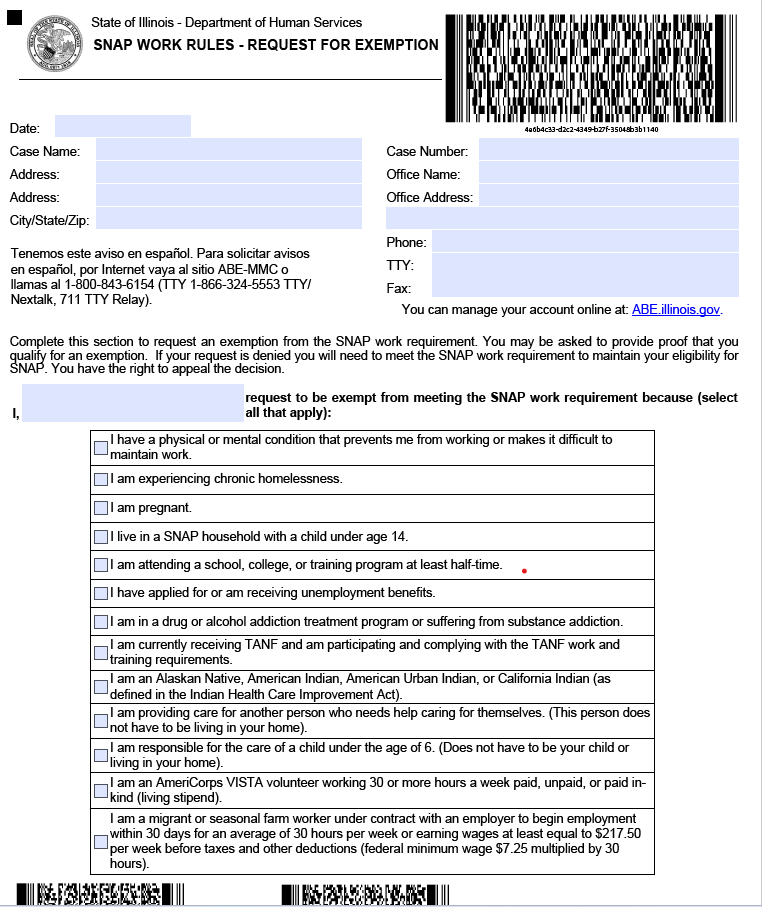 State of Illinois - Department of Human Services
SNAP WORK RULES - REQUEST FOR EXEMPTION
4e6b4c33-d2c2-4349-b27f-35048b3b1140
Date:
Case Name:
Address:
Address:
City/State/Zip:
Case Number:
Office Name:
Office Address:
Phone:
TTY:
Fax:
Tenemos este aviso en español. Para solicitar avisos
en español, por Internet vaya al sitio ABE-MMC o
llamas al 1-800-843-6154 (TTY 1-866-324-5553 TTY/
Nextalk, 711 TTY Relay).
You can manage your account online at: ABE.illinois.gov.
Complete this section to request an exemption from the SNAP work requirement. You may be asked to provide proof that you
qualify for an exemption. If your request is denied you will need to meet the SNAP work requirement to maintain your eligibility for
SNAP. You have the right to appeal the decision.
I, request to be exempt from meeting the SNAP work requirement because (select
all that apply):
I have a physical or mental condition that prevents me from working or makes it difficult to
maintain work.
I am experiencing chronic homelessness.
I am pregnant.
I live in a SNAP household with a child under age 14.
I am attending a school, college, or training program at least half-time.
I have applied for or am receiving unemployment benefits.
I am in a drug or alcohol addiction treatment program or suffering from substance addiction.
I am currently receiving TANF and am participating and complying with the TANF work and
training requirements.
I am an Alaskan Native, American Indian, American Urban Indian, or California Indian (as
defined in the Indian Health Care Improvement Act).
I am providing care for another person who needs help caring for themselves. (This person does
not have to be living in your home).
I am responsible for the care of a child under the age of 6. (Does not have to be your child or
living in your home).
I am an AmeriCorps VISTA volunteer working 30 or more hours a week paid, unpaid, or paid in-
kind (living stipend).
I am a migrant or seasonal farm worker under contract with an employer to begin employment
within 30 days for an average of 30 hours per week or earning wages at least equal to $217.50
per week before taxes and other deductions (federal minimum wage $7.25 multiplied by 30
hours).